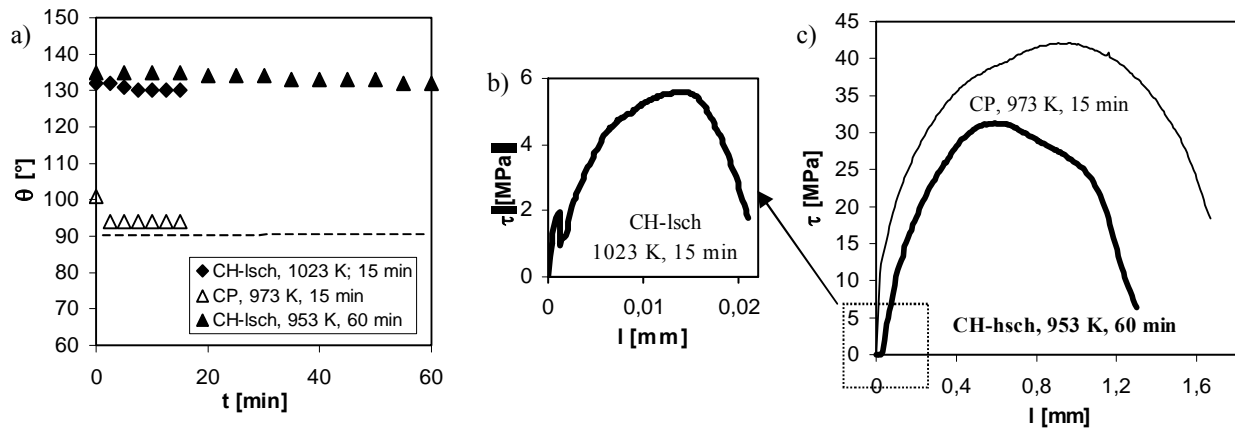 a)
150
140
130
120
110
100
90
80
70
60
θ [°]
0
20
40
60
t [min]
CH-lsch, 1023 K; 15 min
CP, 973 K, 15 min
CH-lsch, 953 K, 60 min
b)
6
4
2
0
τ [MPa]
CH-lsch
1023 K, 15 min
0
0,01
0,02
l [mm]
c)
45
40
35
30
25
20
15
10
5
0
τ [MPa]
CP, 973 K, 15 min
CH-hsch, 953 K, 60 min
0
0,4
0,8
1,2
1,6
l [mm]